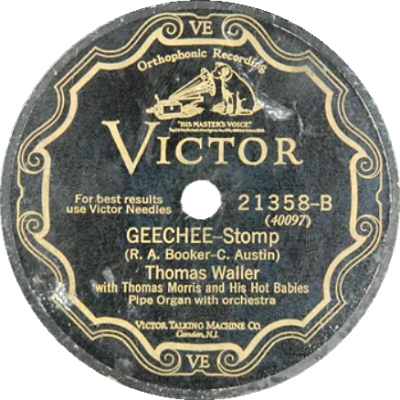 VE
Orthophonic Recording
"HIS MASTER'S VOICE"
VICTOR
For best results
use Victor Needles
21358-B
(40097)
GEECHEE-Stomp
(R. A. Booker-C. Austin)
Thomas Waller
with Thomas Morris and His Hot Babies
Pipe Organ with orchestra
VICTOR TALKING MACHINE CO.
Camden, N.J.
VE